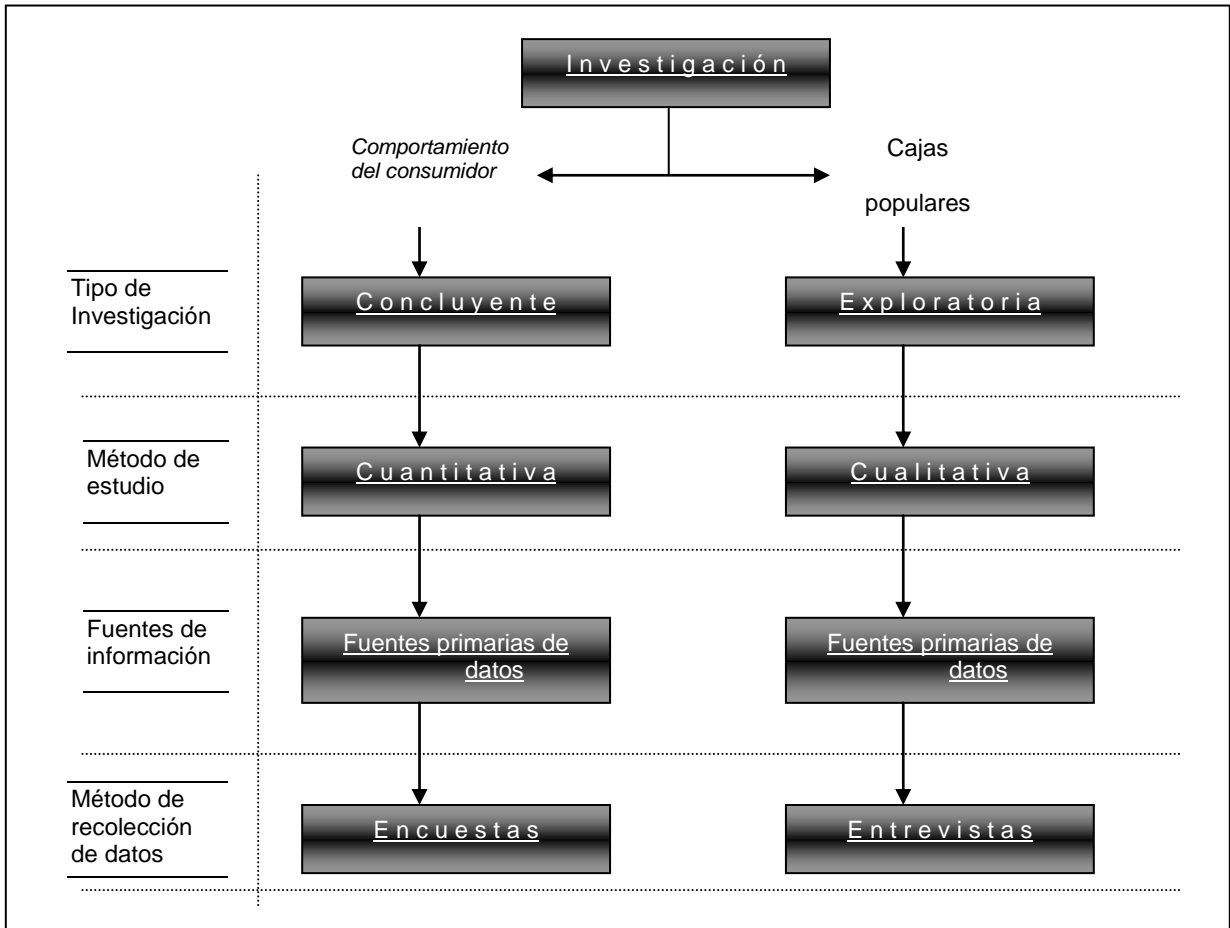 Investigación
Comportamiento
del consumidor
Cajas
populares
Tipo de
Investigación
Concluyente
Exploratoria
Método de
estudio
Cuantitativa
Cualitativa
Fuentes de
información
Fuentes primarias de
datos
Fuentes primarias de
datos
Método de
recolección
de datos
Encuestas
Entrevistas